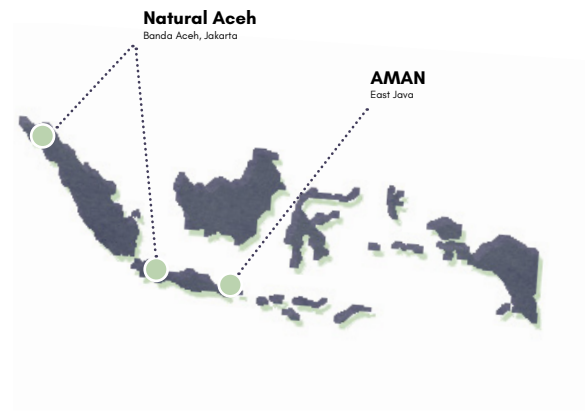 Natural Aceh
Banda Aceh, Jakarta
AMAN
East Java